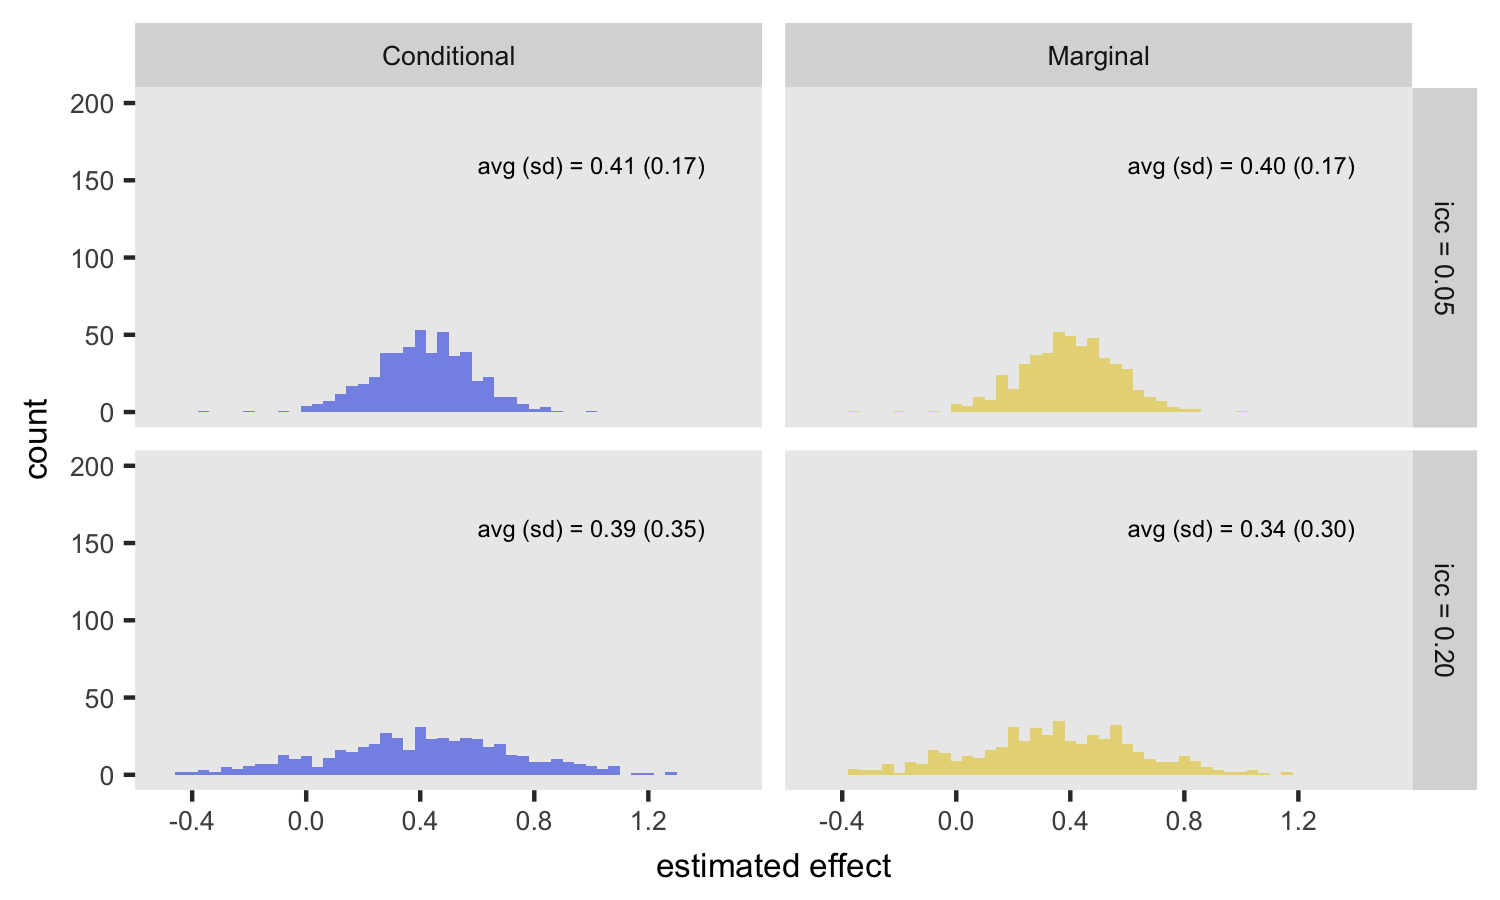 Conditional
Marginal
200
150
100
50
0
avg (sd) = 0.41 (0.17)
avg (sd) = 0.40 (0.17)
icc = 0.05
count
200
150
100
50
0
avg (sd) = 0.39 (0.35)
avg (sd) = 0.34 (0.30)
icc = 0.20
-0.4 0.0 0.4 0.8 1.2
-0.4 0.0 0.4 0.8 1.2
estimated effect